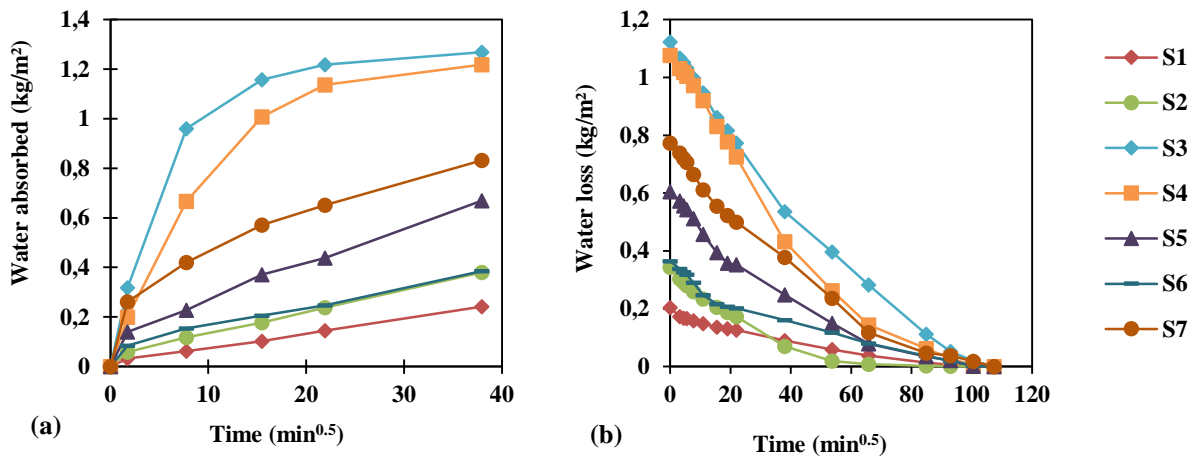 Water absorbed (kg/m²)
1,4
1,2
1
0,8
0,6
0,4
0,2
0
0
10
20
30
40
(a)
Time (min⁰·⁵)
Water loss (kg/m²)
1,2
1
0,8
0,6
0,4
0,2
0
0
20
40
60
80
100
120
(b)
Time (min⁰·⁵)
S1
S2
S3
S4
S5
S6
S7